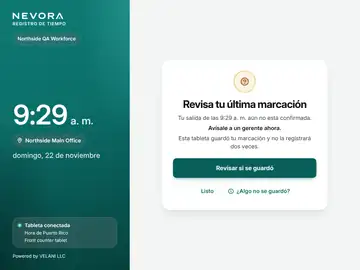 NEVORA
REGISTRO DE TIEMPO
Northside QA Workforce
9:29 a. m.
Northside Main Office
domingo, 22 de noviembre
Tableta conectada
Hora de Puerto Rico
Front counter tablet
Powered by VELANI LLC
Revisa tu última marcación
Tu salida de las 9:29 a. m. aún no está confirmada.
Avísale a un gerente ahora.
Esta tableta guardó tu marcación y no la registrará
dos veces.
Revisar si se guardó
Listo
¿Algo no se guardó?